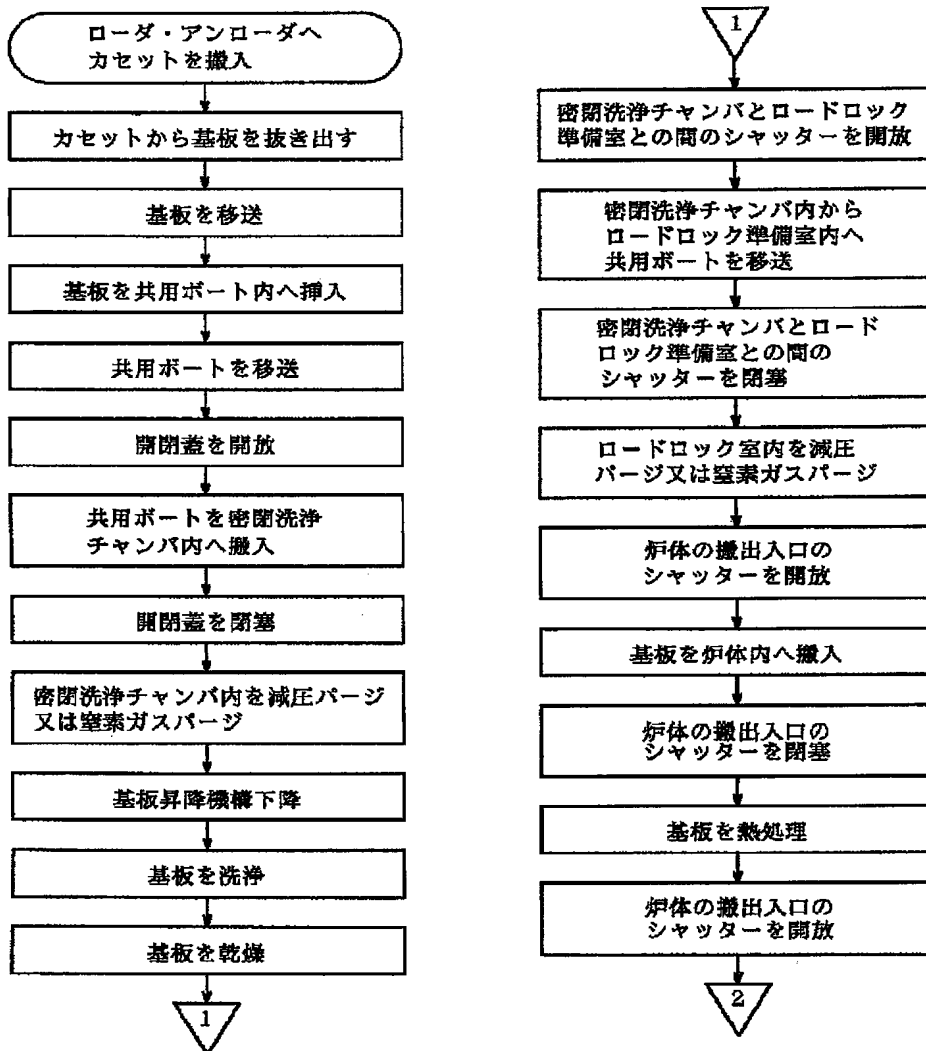 ローダ・アンローダへ
カセットを搬入
カセットから基板を抜き出す
基板を移送
基板を共用ボート内へ挿入
共用ボートを移送
開閉蓋を開放
共用ボートを密閉洗浄
チャンバ内へ搬入
開閉蓋を閉塞
密閉洗浄チャンバ内を減圧パージ
又は窒素ガスパージ
基板昇降機構下降
基板を洗浄
基板を乾燥
1
1
密閉洗浄チャンバとロードロック
準備室との間のシャッターを開放
密閉洗浄チャンバ内から
ロードロック準備室内へ
共用ボートを移送
密閉洗浄チャンバとロード
ロック準備室との間の
シャッターを閉塞
ロードロック室内を減圧
パージ又は窒素ガスパージ
炉体の搬出入口の
シャッターを開放
基板を炉体内へ搬入
炉体の搬出入口の
シャッターを閉塞
基板を熱処理
炉体の搬出入口の
シャッターを開放
2